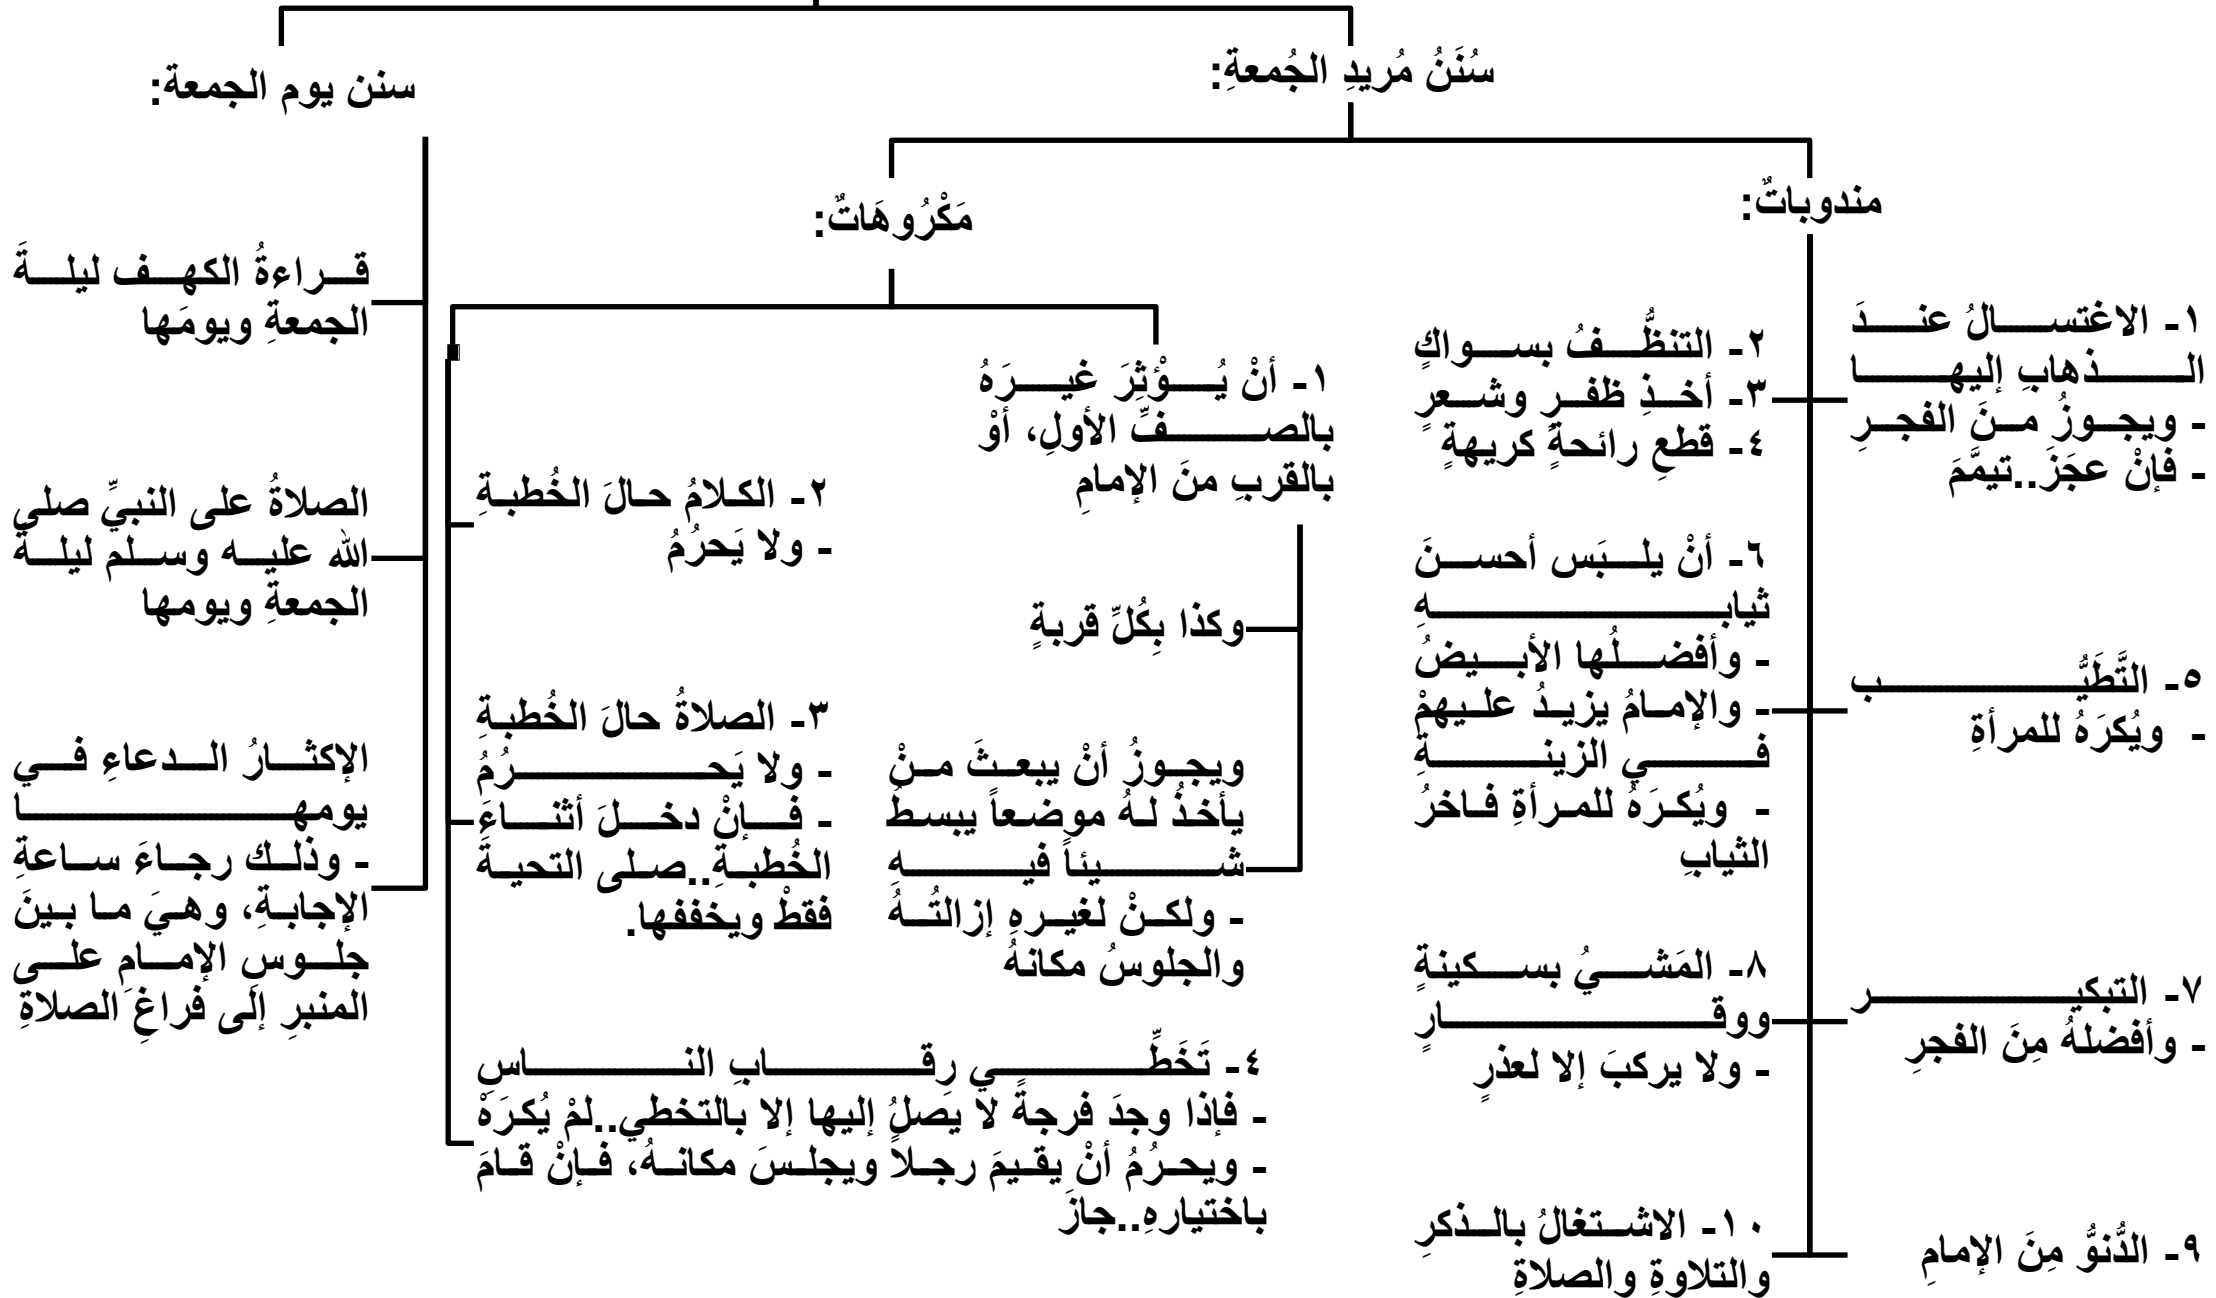 سُنَنُ مُريدِ الجُمعةِ:
مندوباتٌ:
١- الاغتسالُ عندَ
الذهابِ إليها
- ويجوزُ منَ الفجرِ
- فإنْ عجَزَ..تيمَّمَ
٢- التنظُّفُ بسواكٍ
٣- أخذِ ظفرٍ وشعرٍ
٤- قطعِ رائحةٍ كريهةٍ
٥- التَّطَيُّب
- ويُكرَهُ للمرأةِ
٦- أنْ يلبَس أحسنَ
ثيابهِ
- وأفضلُها الأبيضُ
- والإمامُ يزيدُ عليهمْ
في الزينةِ
- ويُكرَهُ للمرأةِ فاخرُ
الثيابِ
٧- التبكير
- وأفضلهُ مِنَ الفجرِ
٨- المَشيُ بسكينةٍ
ووقارٍ
- ولا يركبَ إلا لعذرٍ
٩- الدُّنوُّ مِنَ الإمامِ
١٠- الاشتغالُ بالذكرِ
والتلاوةِ والصلاةِ
مَكْرُوهَاتٌ:
١- أنْ يُؤْثِرَ غيرَهُ
بالصفِّ الأولِ، أوْ
بالقربِ منَ الإمامِ
وكذا بِكُلِّ قربةٍ
ويجوزُ أنْ يبعثَ منْ
يأخذُ لهُ موضعاً يبسطُ
شيئاً فيه
- ولكنْ لغيرهِ إزالتُهُ
والجلوسُ مكانهُ
٢- الكلامُ حالَ الخُطبةِ
- ولا يَحرُمُ
٣- الصلاةُ حالَ الخُطبةِ
- ولا يَحرُمُ
- فإنْ دخلَ أثناءَ
الخُطبةِ..صلى التحيةَ
فقطْ ويخففها.
٤- تَخَطِّي رِقابِ الناسِ
- فإذا وجدَ فرجةً لا يصلُ إليها إلا بالتخطي..لمْ يُكرَهْ
- ويحرُمُ أنْ يقيمَ رجلاً ويجلسَ مكانهُ، فإنْ قامَ
باختيارهِ..جازَ
سنن يوم الجمعة:
قراءةُ الكهف ليلةَ
الجمعةِ ويومَها
الصلاةُ على النبيِّ صلى
الله عليه وسلم ليلةَ
الجمعةِ ويومها
الإكثارُ الدعاءِ في
يومها
- وذلك رجاءَ ساعةِ
الإجابةِ، وهيَ ما بينَ
جلوسِ الإمامِ على
المنبرِ إلى فراغِ الصلاةِ